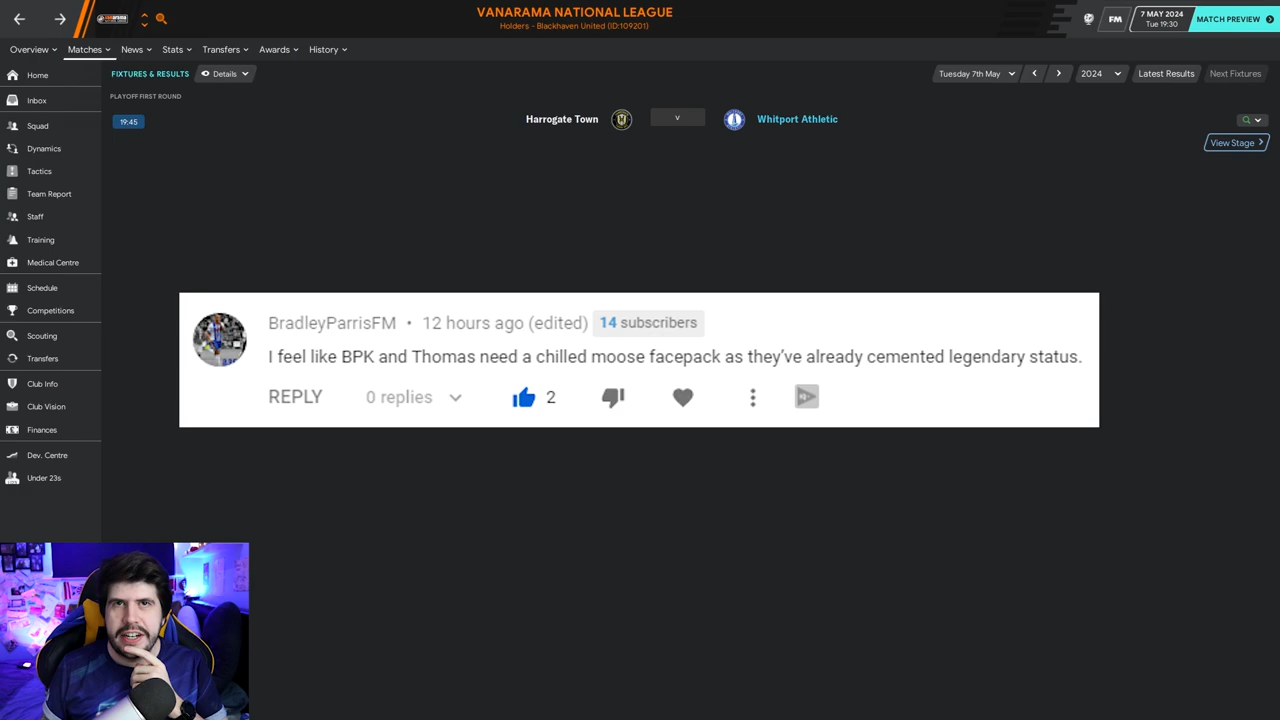 VANARAMA NATIONAL LEAGUE
Holders - Blackhaven United (ID:109201)
FM
7 MAY 2024
Tue 19:30
MATCH PREVIEW
Overview
Matches
News
Stats
Transfers
Awards
History
Home
Inbox
Squad
Dynamics
Tactics
Team Report
Staff
Training
Medical Centre
Schedule
Competitions
Scouting
Transfers
Club Info
Club Vision
Finances
Dev. Centre
Under 23s
FIXTURES & RESULTS
Details
Tuesday 7th May
2024
Latest Results
Next Fixtures
PLAYOFF FIRST ROUND
19:45
Harrogate Town
v
Whitport Athletic
View Stage
BradleyParrisFM • 12 hours ago (edited) 14 subscribers
I feel like BPK and Thomas need a chilled moose facepack as they've already cemented legendary status.
REPLY 0 replies 2